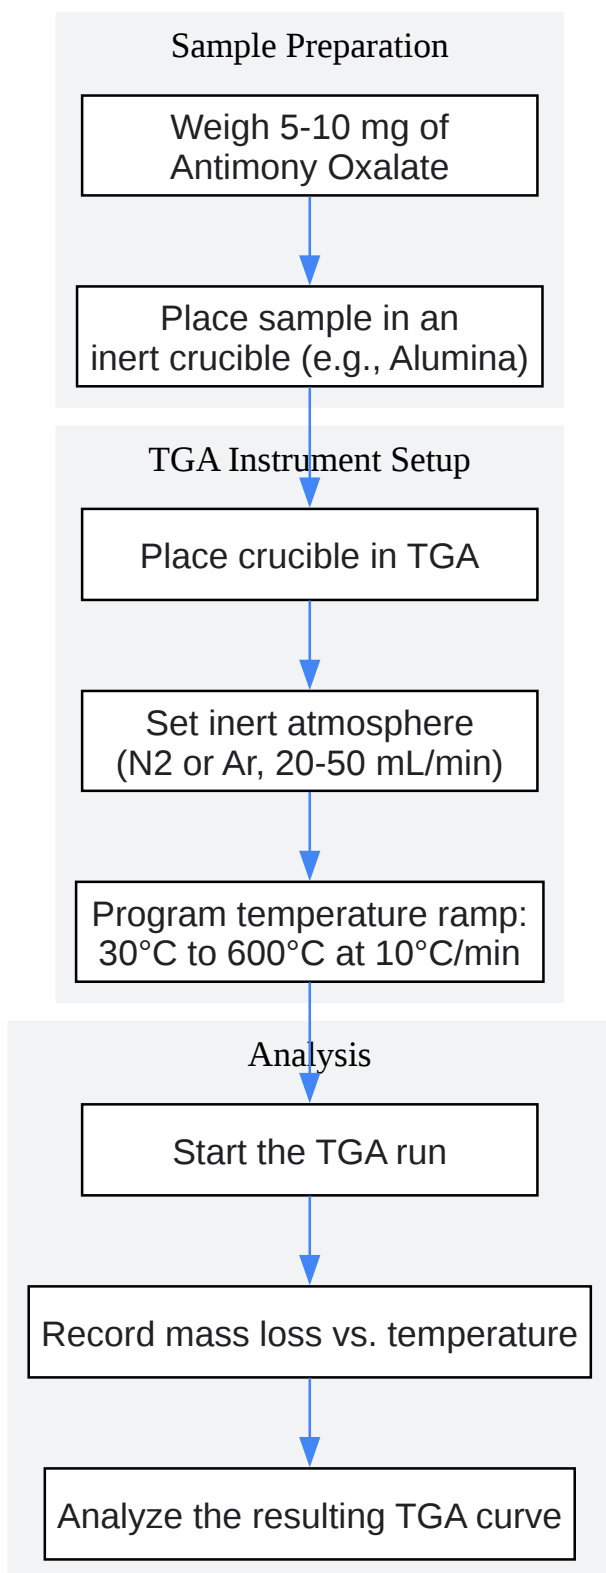 Sample Preparation
Weigh 5-10 mg of
Antimony Oxalate
Place sample in an
inert crucible (e.g., Alumina)
TGA Instrument Setup
Place crucible in TGA
Set inert atmosphere
(N2 or Ar, 20-50 mL/min)
Program temperature ramp:
30°C to 600°C at 10°C/min
Analysis
Start the TGA run
Record mass loss vs. temperature
Analyze the resulting TGA curve